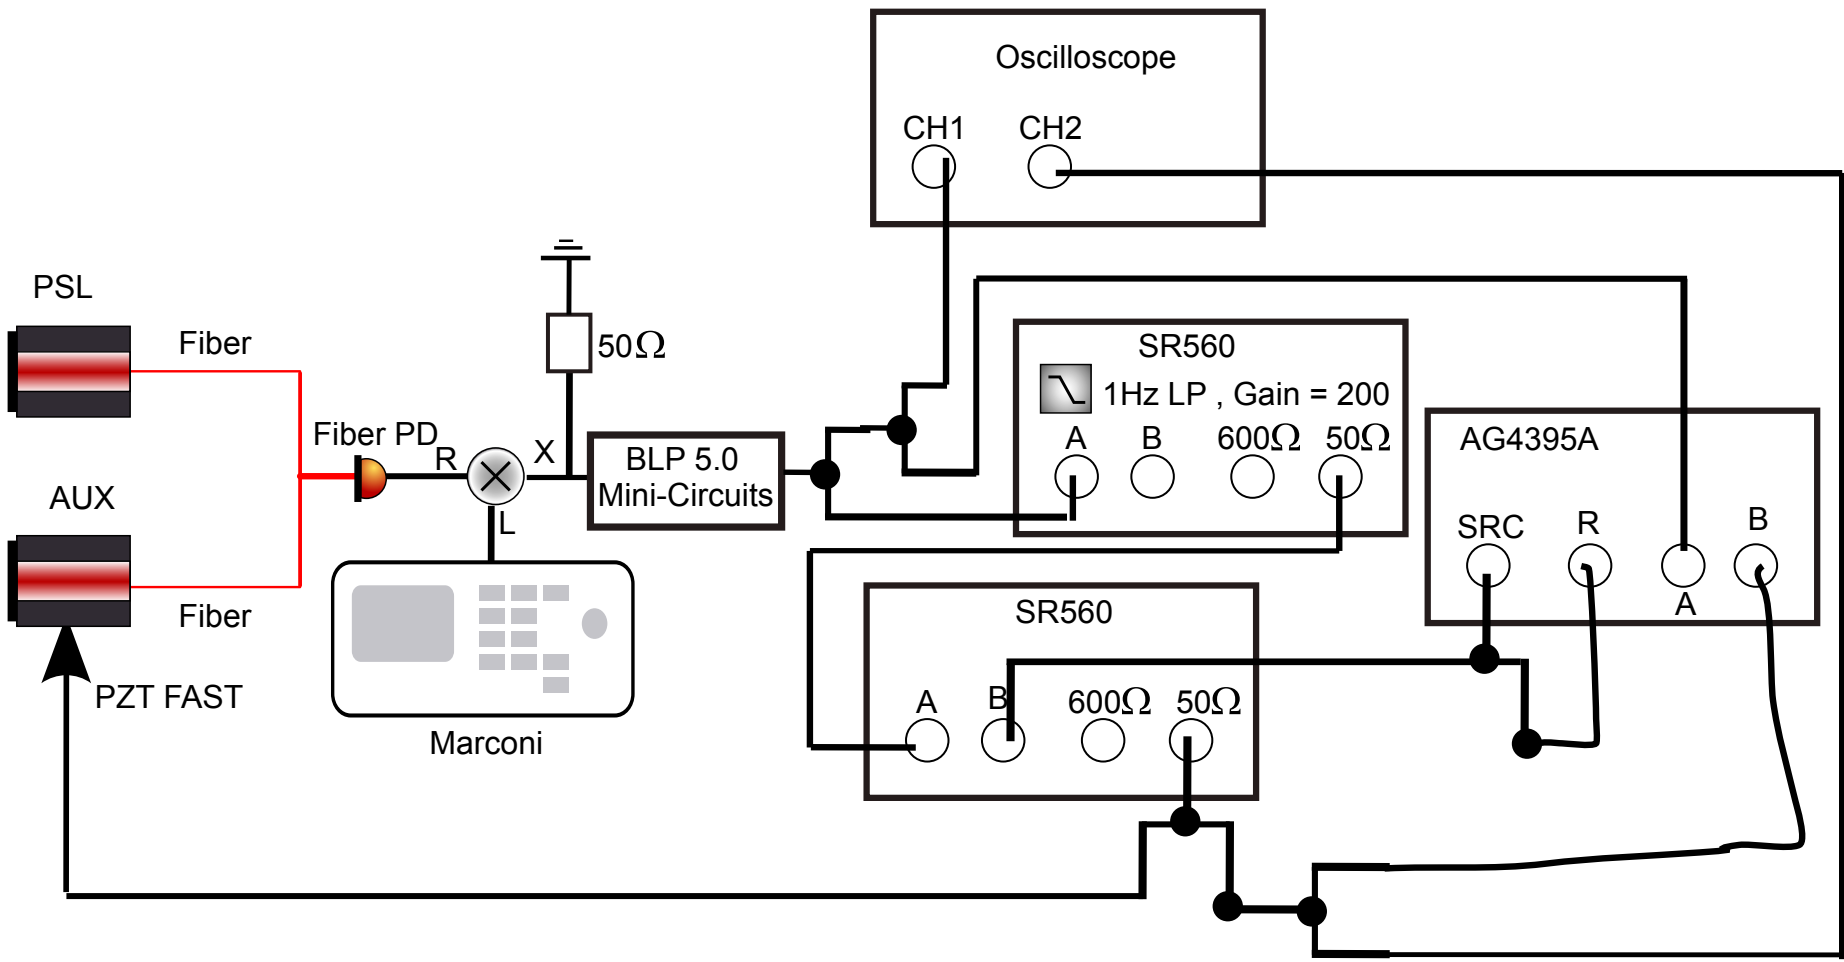 Oscilloscope
CH1
CH2
PSL
Fiber
50Ω
SR560
1Hz LP , Gain = 200
A
B
600Ω
50Ω
Fiber PD
R
X
L
BLP 5.0
Mini-Circuits
AG4395A
SRC
R
A
B
AUX
Fiber
PZT FAST
Marconi
SR560
A
B
600Ω
50Ω